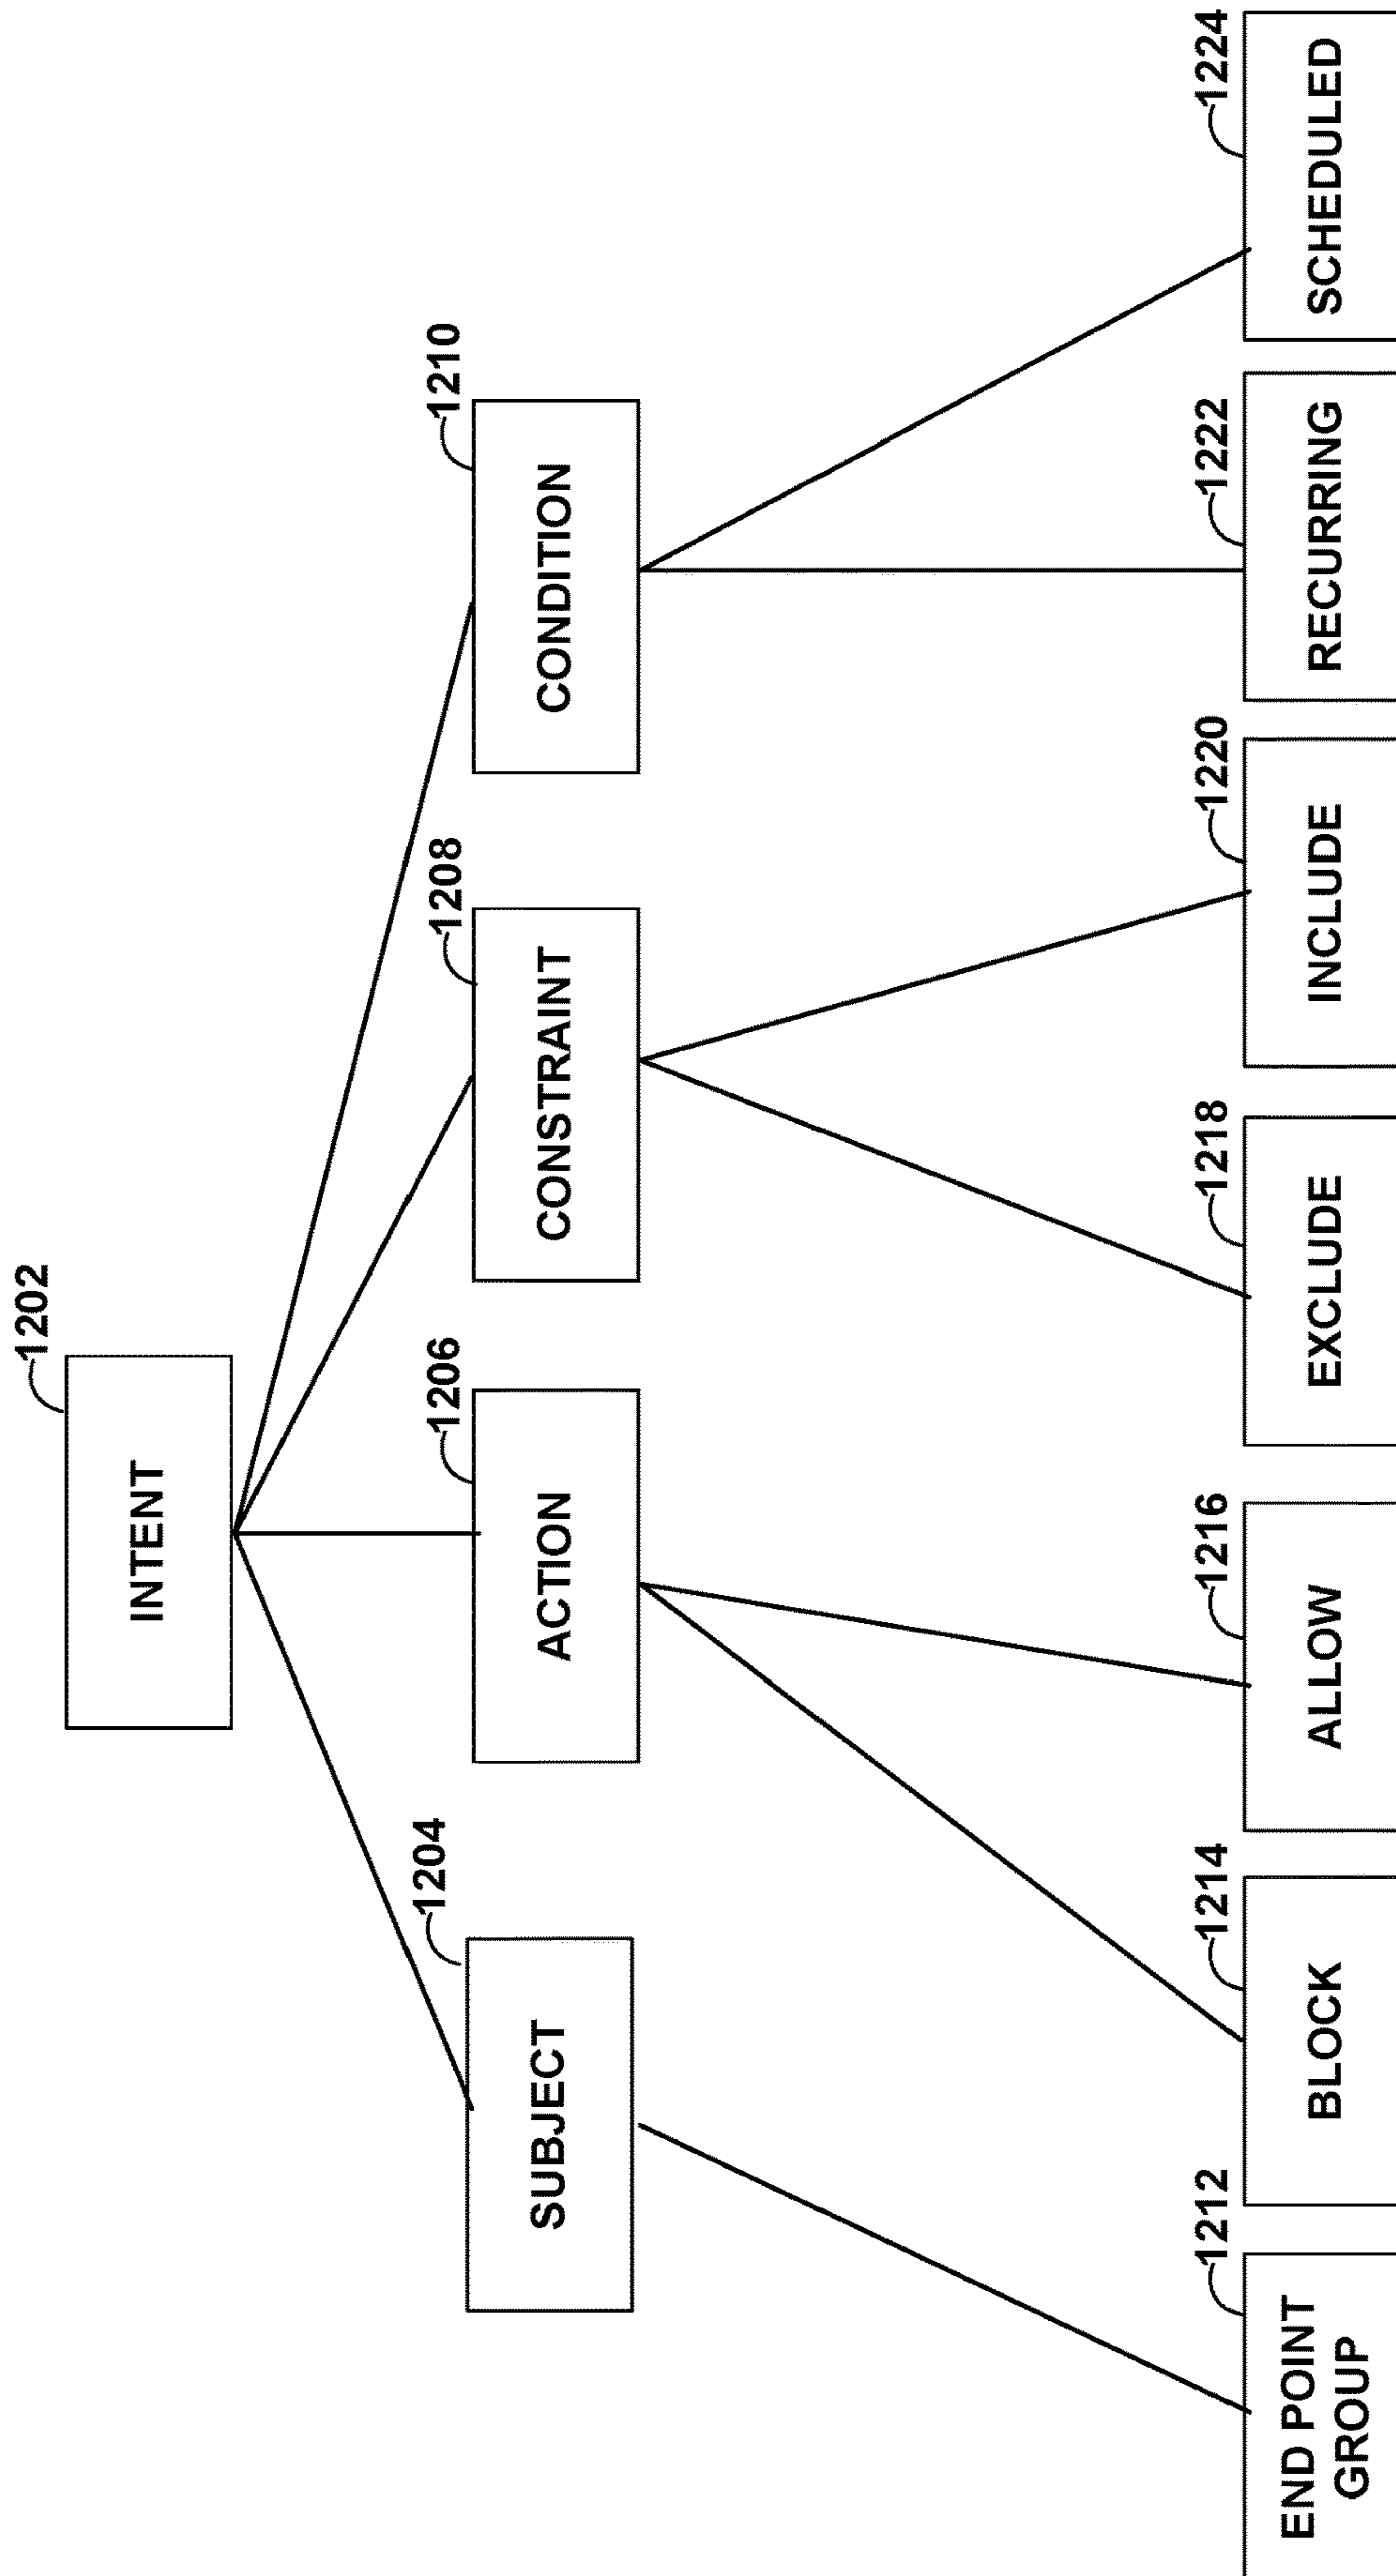 1202
INTENT
1204
SUBJECT
1206
ACTION
1208
CONSTRAINT
1210
CONDITION
1212
END POINT
GROUP
1214
BLOCK
1216
ALLOW
1218
EXCLUDE
1220
INCLUDE
1222
RECURRING
1224
SCHEDULED